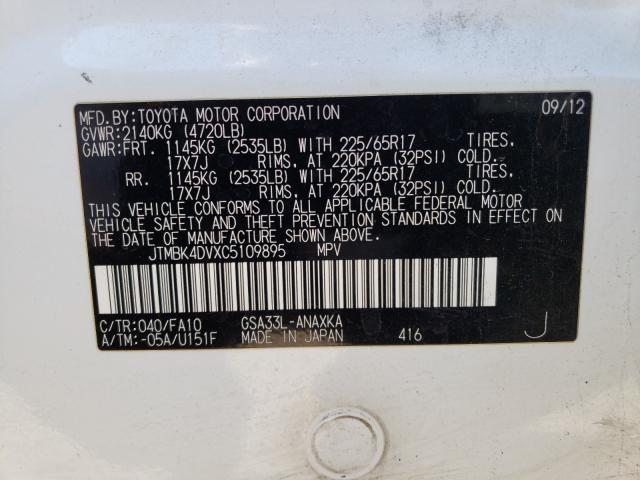 MFD.BY:TOYOTA MOTOR CORPORATION 09/12
GVWR:2140KG (4720LB)
GAWR:FRT. 1145KG (2535LB) WITH 225/65R17 TIRES,
17X7J RIMS, AT 220KPA (32PSI) COLD.
RR. 1145KG (2535LB) WITH 225/65R17 TIRES,
17X7J RIMS, AT 220KPA (32PSI) COLD.
THIS VEHICLE CONFORMS TO ALL APPLICABLE FEDERAL MOTOR
VEHICLE SAFETY AND THEFT PREVENTION STANDARDS IN EFFECT ON
THE DATE OF MANUFACTURE SHOWN ABOVE.
JTMBK4DVXC5109895 MPV
C/TR:040/FA10 GSA33L-ANAXKA
A/TM:-05A/U151F MADE IN JAPAN 416 J